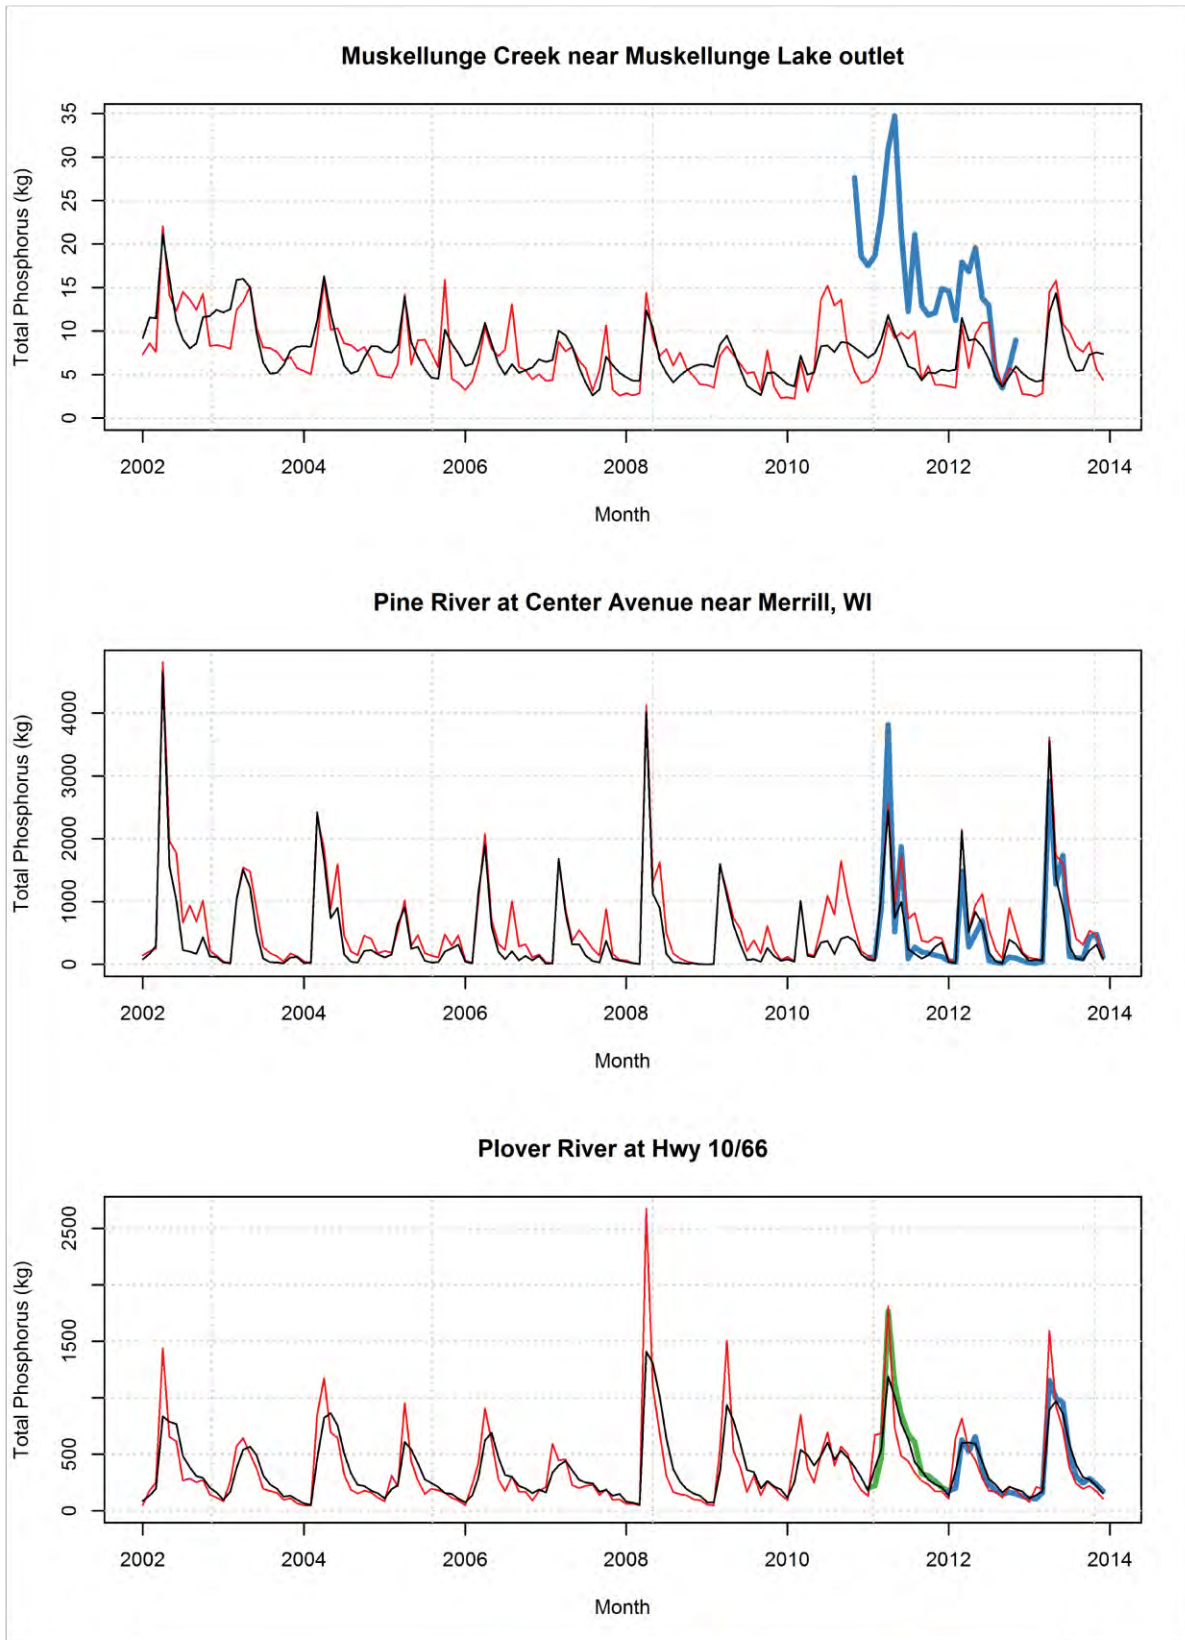 Muskellunge Creek near Muskellunge Lake outlet
Total Phosphorus (kg)
35
30
25
20
15
10
5
0
2002 2004 2006 2008 2010 2012 2014
Month
Pine River at Center Avenue near Merrill, WI
Total Phosphorus (kg)
4000
3000
2000
1000
0
2002 2004 2006 2008 2010 2012 2014
Month
Plover River at Hwy 10/66
Total Phosphorus (kg)
2500
1500
500
0
2002 2004 2006 2008 2010 2012 2014
Month